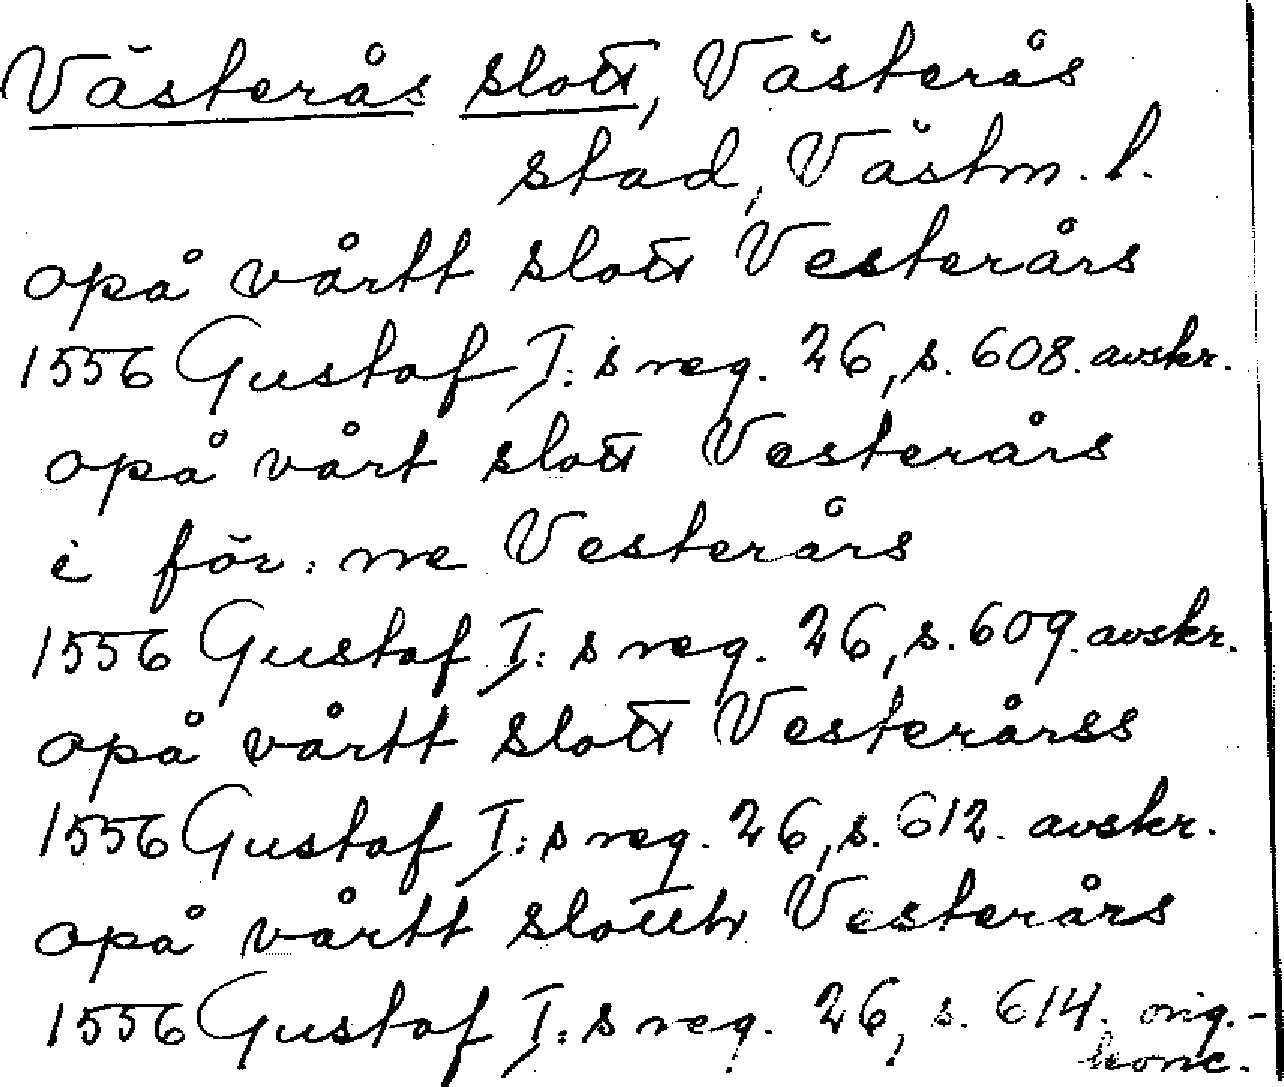 Västerås slott, Västerås
stad, Västm. l.
opå vårtt slott Vesterårs
1556 Gustaf I:s reg. 26, s. 608. avskr.
opå vårt slott Vesterårs
i för:ne Vesterårs
1556 Gustaf I:s reg. 26, s. 609. avskr.
opå vårtt slott Vesterårss
1556 Gustaf I:s reg. 26, s. 612. avskr.
opå vårtt slotth Vesterårs
1556 Gustaf I:s reg. 26, s. 614. orig.-
konc.